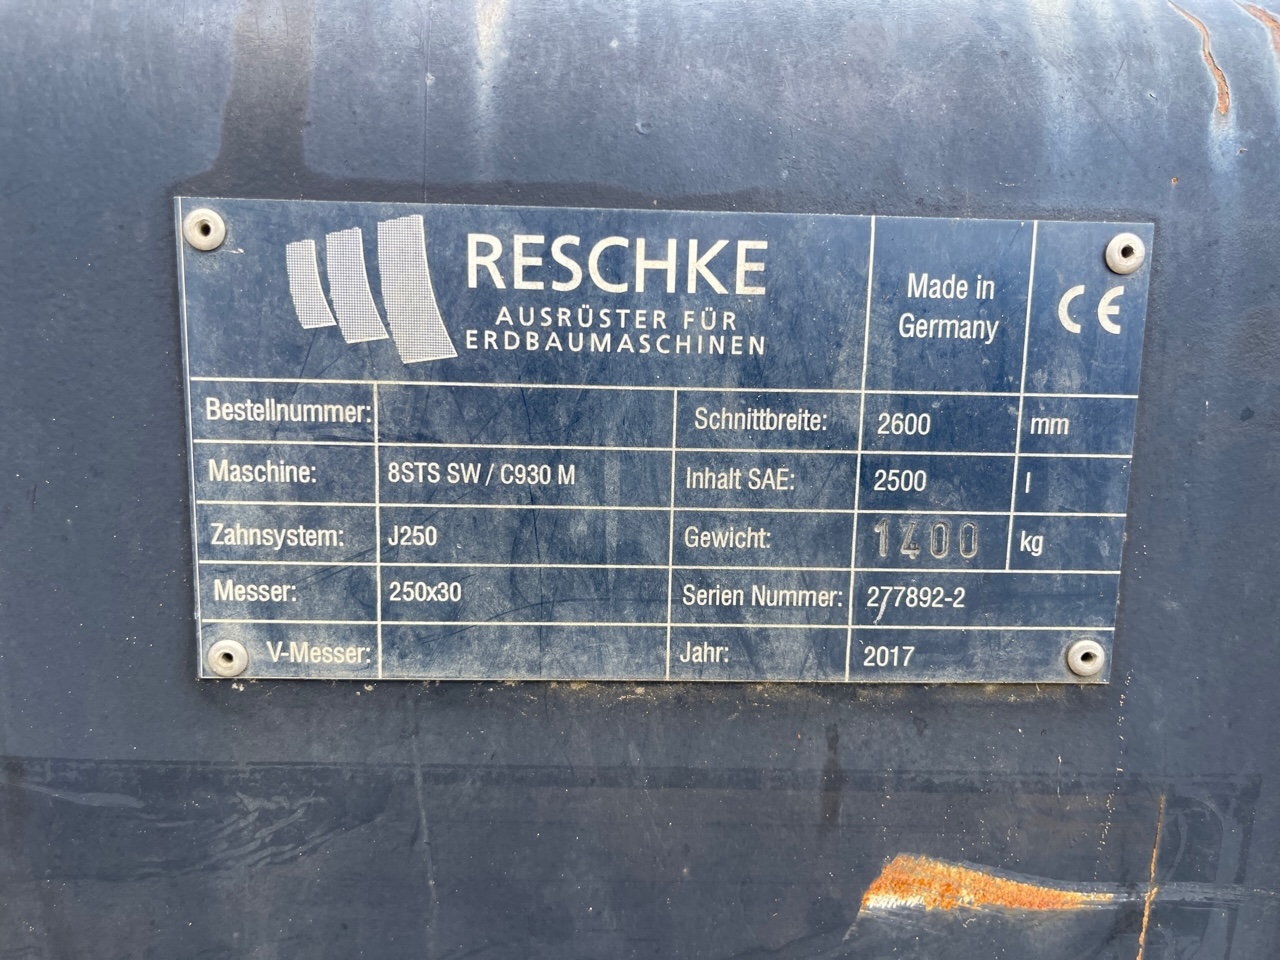 RESCHKE
AUSRÜSTER FÜR
ERDBAUMASCHINEN
Made in
Germany
CE
Bestellnummer:
Schnittbreite: 2600 mm
Maschine: 8STS SW / C930 M
Inhalt SAE: 2500 l
Zahnsystem: J250
Gewicht: 1400 kg
Messer: 250x30
Serien Nummer: 277892-2
V-Messer:
Jahr: 2017